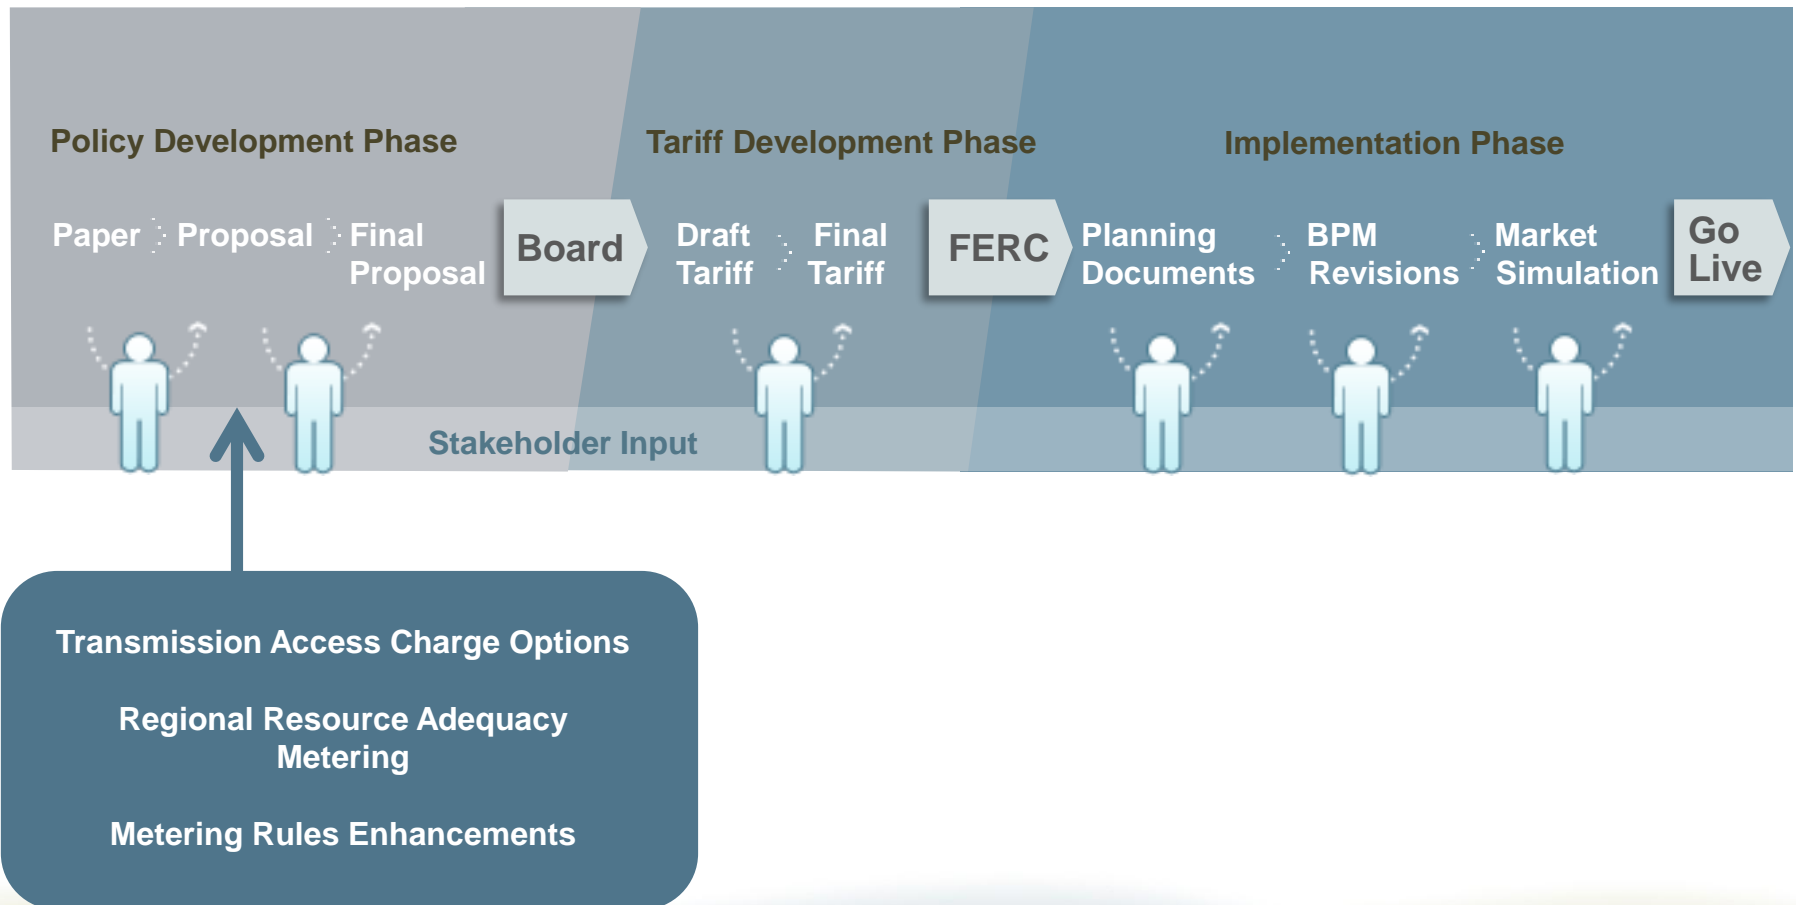 Policy Development Phase
Tariff Development Phase
Implementation Phase
Paper
Proposal
Final
Proposal
Board
Draft
Tariff
Final
Tariff
FERC
Planning
Documents
BPM
Revisions
Market
Simulation
Go
Live
Stakeholder Input
Transmission Access Charge Options
Regional Resource Adequacy
Metering
Metering Rules Enhancements